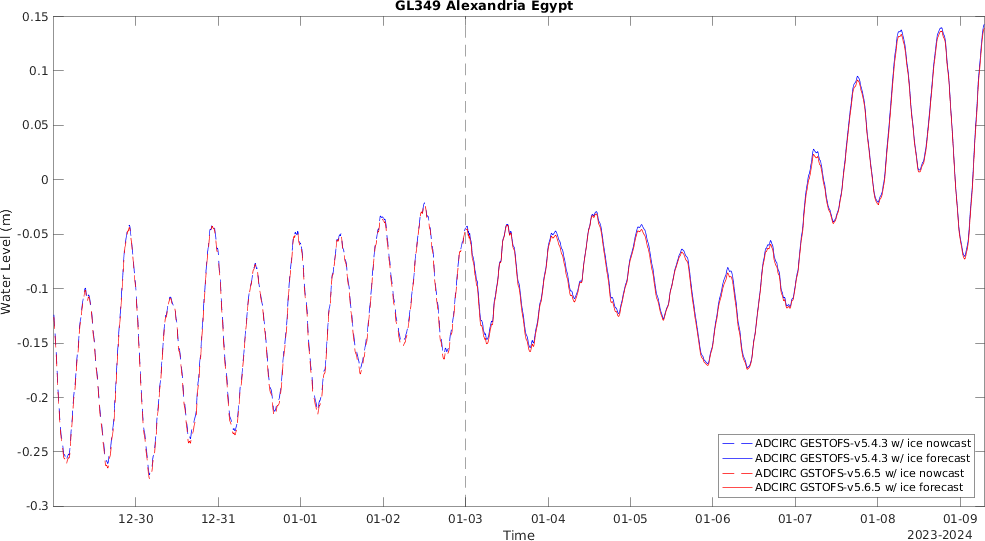 GL349 Alexandria Egypt
0.15
0.1
0.05
0
-0.05
-0.1
-0.15
-0.2
-0.25
-0.3
Water Level (m)
12-30 12-31 01-01 01-02 01-03 01-04 01-05 01-06 01-07 01-08 01-09
Time
2023-2024
ADCIRC GESTOFS-v5.4.3 w/ ice nowcast
ADCIRC GESTOFS-v5.4.3 w/ ice forecast
ADCIRC GSTOFS-v5.6.5 w/ ice nowcast
ADCIRC GSTOFS-v5.6.5 w/ ice forecast